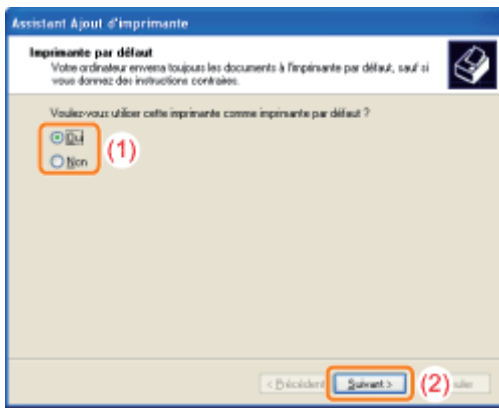 Assistant Ajout d'imprimante
Imprimante par défaut
Votre ordinateur enverra toujours les documents à l'imprimante par défaut, sauf si
vous donnez des instructions contraires.
Voulez-vous utiliser cette imprimante comme imprimante par défaut ?
Oui
(1)
Non
< Précédent
Suivant >
(2)